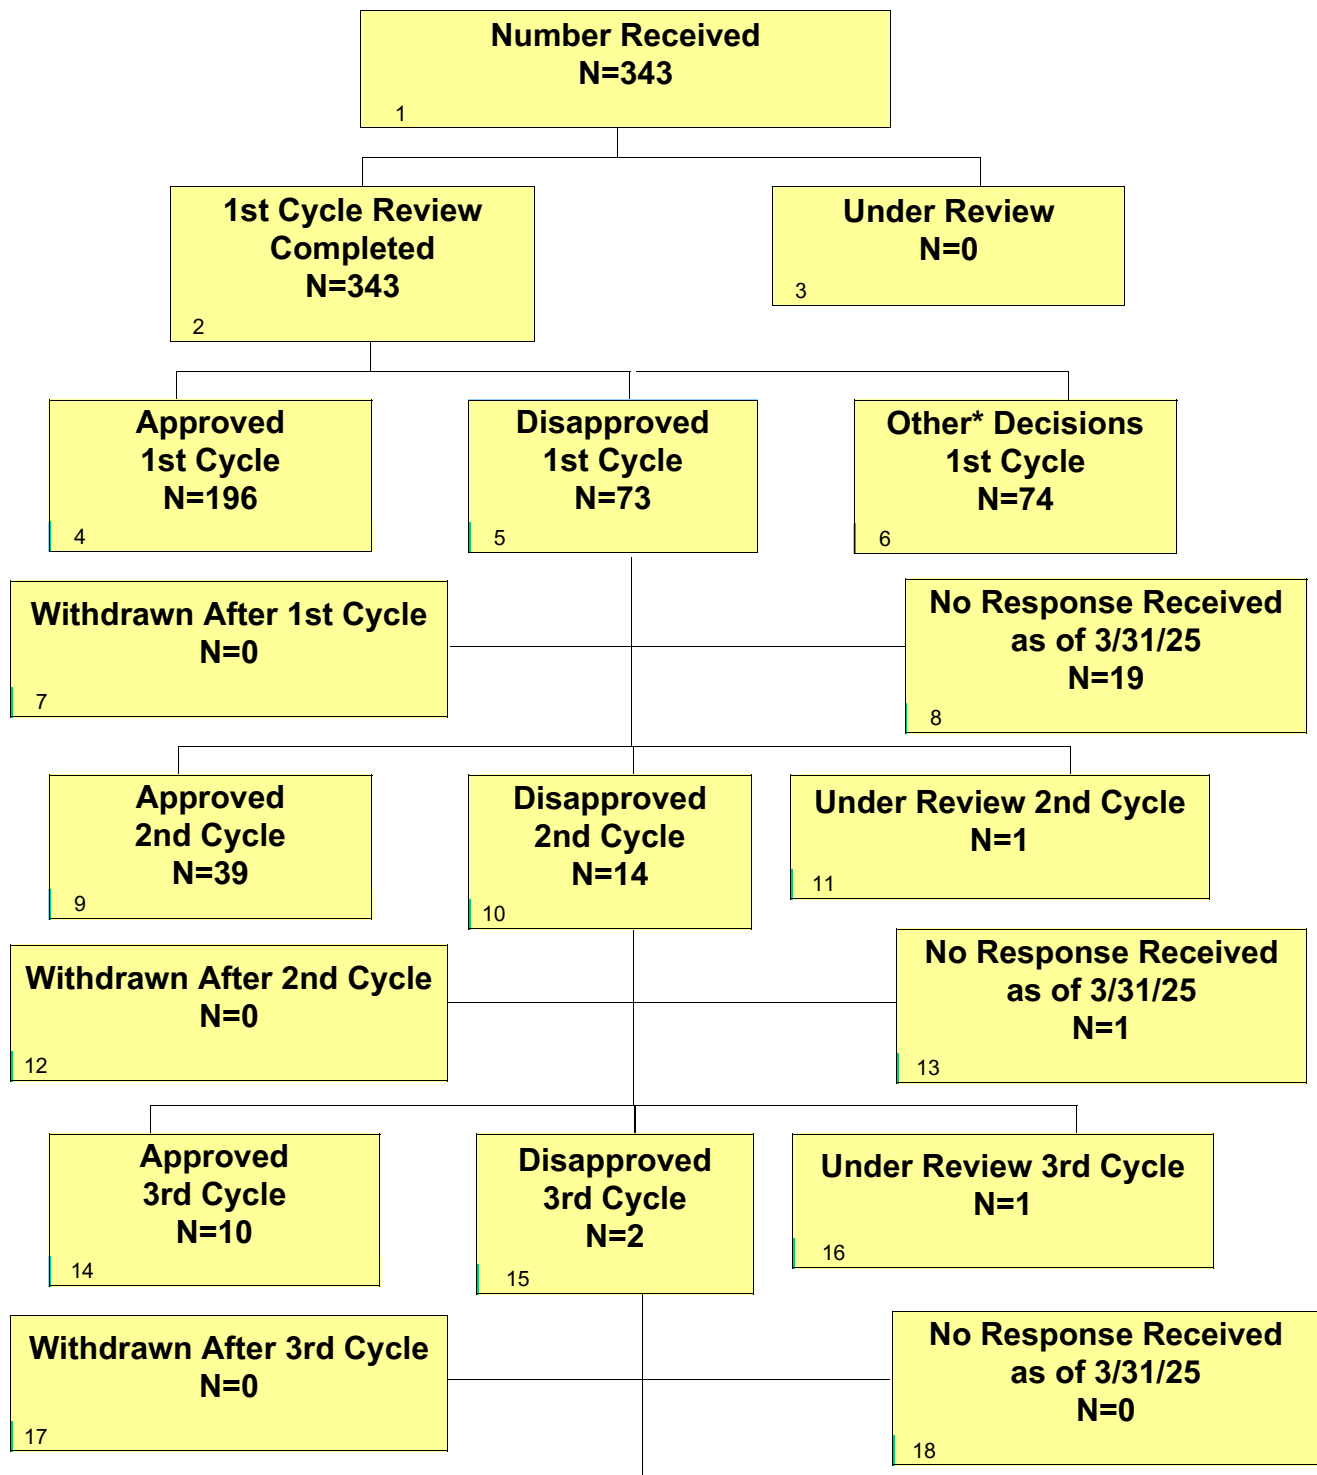 Number Received
N=343
1
1st Cycle Review
Completed
N=343
2
Under Review
N=0
3
Approved
1st Cycle
N=196
4
Disapproved
1st Cycle
N=73
5
Other* Decisions
1st Cycle
N=74
6
Withdrawn After 1st Cycle
N=0
7
No Response Received
as of 3/31/25
N=19
8
Approved
2nd Cycle
N=39
9
Disapproved
2nd Cycle
N=14
10
Under Review 2nd Cycle
N=1
11
Withdrawn After 2nd Cycle
N=0
12
No Response Received
as of 3/31/25
N=1
13
Approved
3rd Cycle
N=10
14
Disapproved
3rd Cycle
N=2
15
Under Review 3rd Cycle
N=1
16
Withdrawn After 3rd Cycle
N=0
17
No Response Received
as of 3/31/25
N=0
18